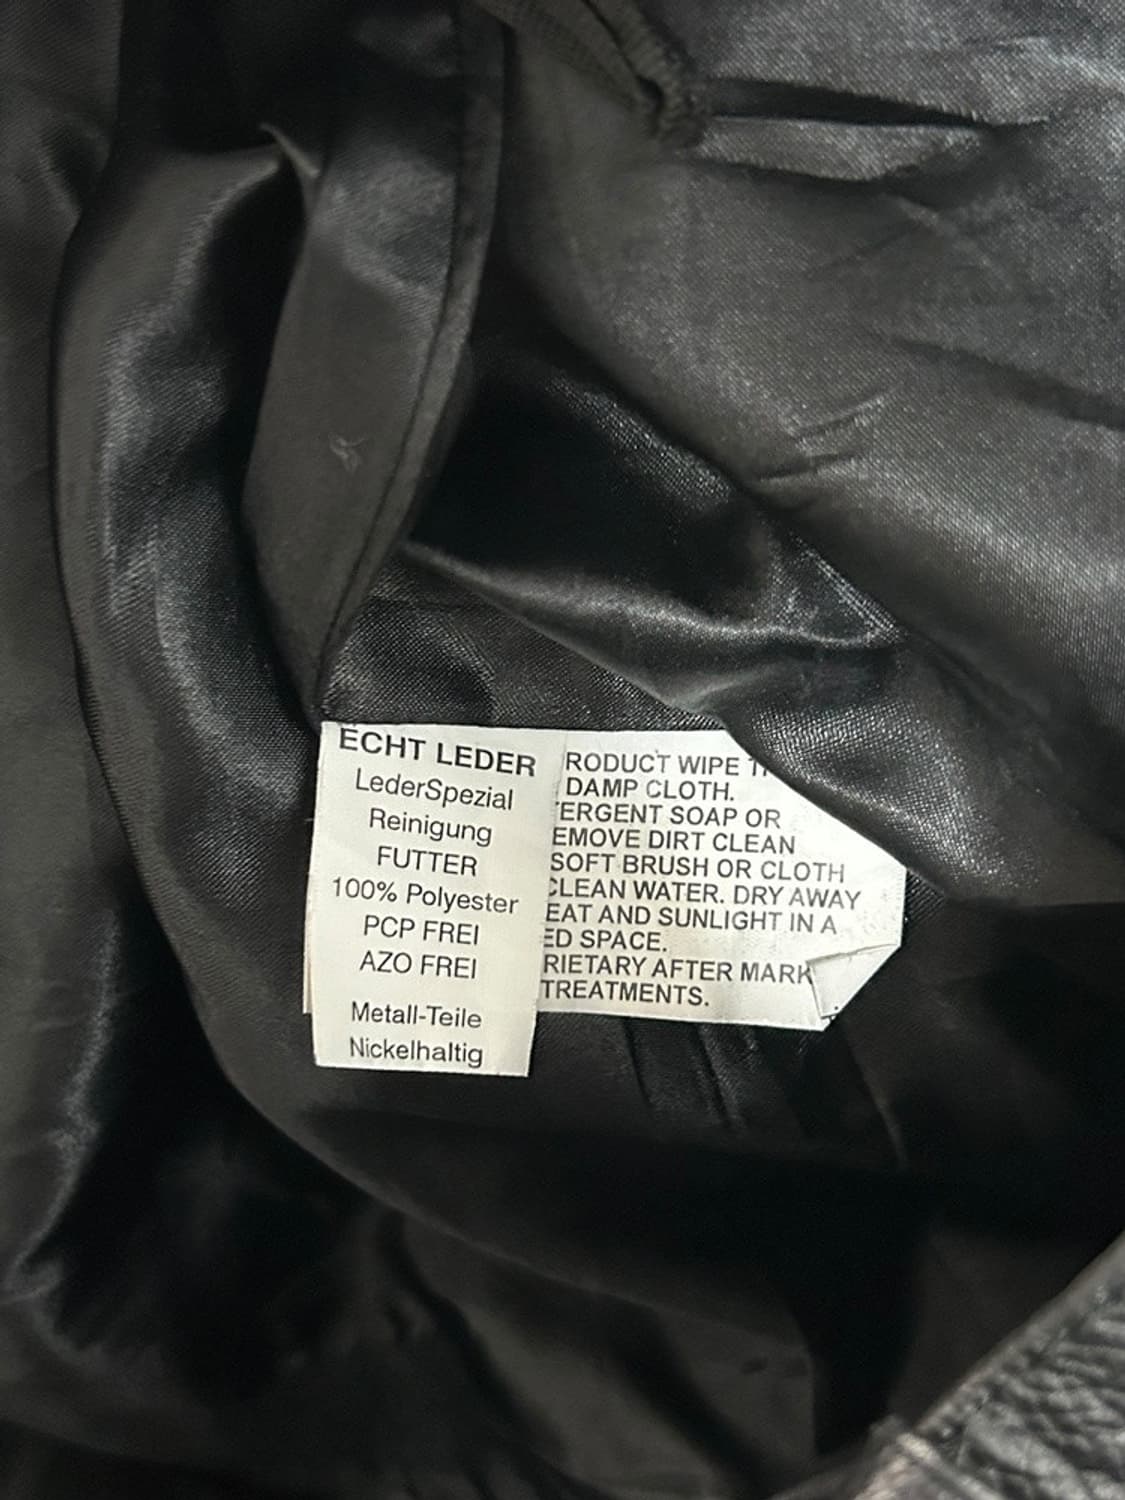 ECHT LEDER
LederSpezial
Reinigung
FUTTER
100% Polyester
PCP FREI
AZO FREI
Metall-Teile
Nickelhaltig
RODUCT WIPE
DAMP CLOTH.
ERGENT SOAP OR
EMOVE DIRT CLEAN
SOFT BRUSH OR CLOTH
CLEAN WATER. DRY AWAY
EAT AND SUNLIGHT IN A
ED SPACE.
RIETARY AFTER MARK
TREATMENTS.